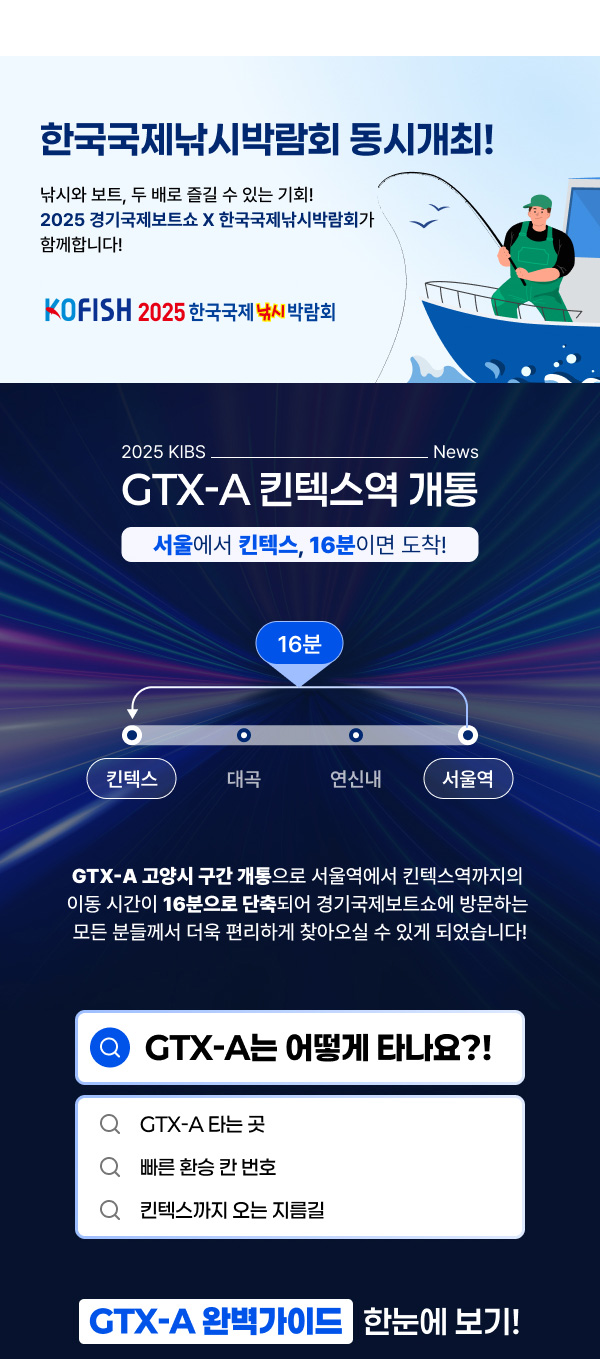 한국국제낚시박람회 동시개최!
낚시와 보트, 두 배로 즐길 수 있는 기회!
2025 경기국제보트쇼 X 한국국제낚시박람회가
함께합니다!
KOFISH 2025 한국국제낚시박람회
2025 KIBS News
GTX-A 킨텍스역 개통
서울에서 킨텍스, 16분이면 도착!
16분
킨텍스 대곡 연신내 서울역
GTX-A 고양시 구간 개통으로 서울역에서 킨텍스역까지의
이동 시간이 16분으로 단축되어 경기국제보트쇼에 방문하는
모든 분들께서 더욱 편리하게 찾아오실 수 있게 되었습니다!
GTX-A는 어떻게 타나요?!
GTX-A 타는 곳
빠른 환승 칸 번호
킨텍스까지 오는 지름길
GTX-A 완벽가이드 한눈에 보기!